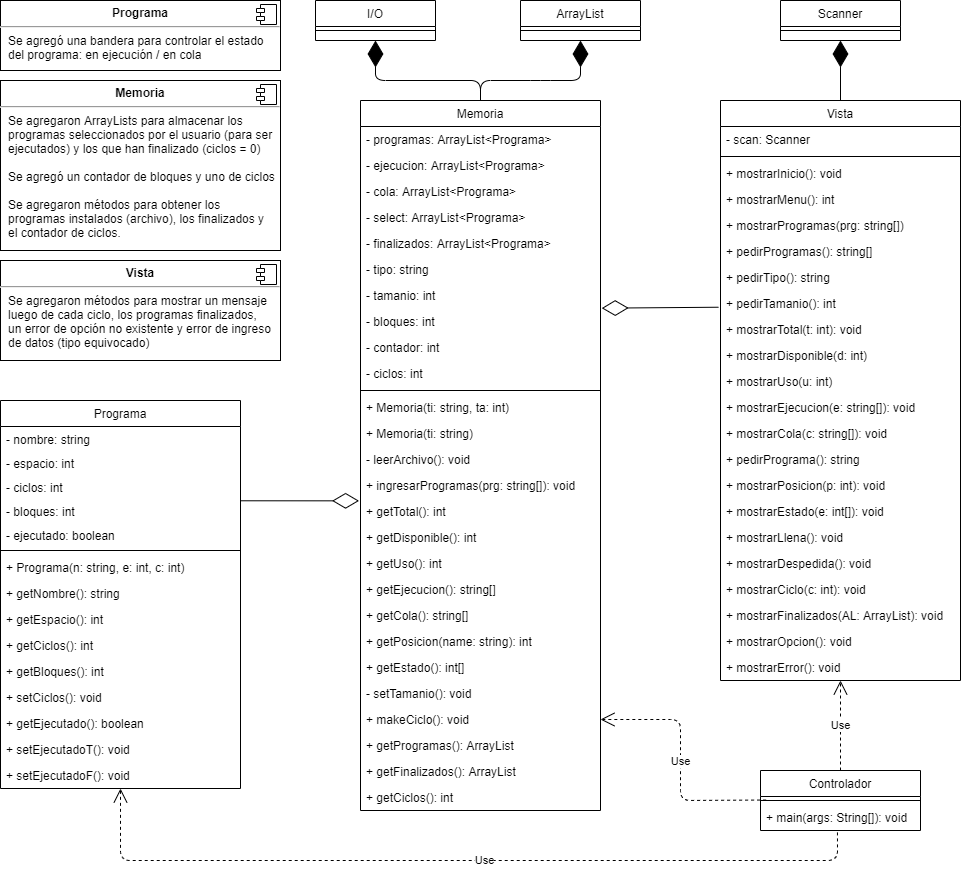 Programa
Se agregó una bandera para controlar el estado
del programa: en ejecución / en cola
Memoria
Se agregaron ArrayLists para almacenar los
programas seleccionados por el usuario (para ser
ejecutados) y los que han finalizado (ciclos = 0)
Se agregó un contador de bloques y uno de ciclos
Se agregaron métodos para obtener los
programas instalados (archivo), los finalizados y
el contador de ciclos.
Vista
Se agregaron métodos para mostrar un mensaje
luego de cada ciclo, los programas finalizados,
un error de opción no existente y error de ingreso
de datos (tipo equivocado)
I/O
ArrayList
Scanner
Programa
- nombre: string
- espacio: int
- ciclos: int
- bloques: int
- ejecutado: boolean
+ Programa(n: string, e: int, c: int)
+ getNombre(): string
+ getEspacio(): int
+ getCiclos(): int
+ getBloques(): int
+ setCiclos(): void
+ getEjecutado(): boolean
+ setEjecutadoT(): void
+ setEjecutadoF(): void
Memoria
- programas: ArrayList<Programa>
- ejecucion: ArrayList<Programa>
- cola: ArrayList<Programa>
- select: ArrayList<Programa>
- finalizados: ArrayList<Programa>
- tipo: string
- tamanio: int
- bloques: int
- contador: int
- ciclos: int
+ Memoria(ti: string, ta: int)
+ Memoria(ti: string)
- leerArchivo(): void
+ ingresarProgramas(prg: string[]): void
+ getTotal(): int
+ getDisponible(): int
+ getUso(): int
+ getEjecucion(): string[]
+ getCola(): string[]
+ getPosicion(name: string): int
+ getEstado(): int[]
- setTamanio(): void
+ makeCiclo(): void
+ getProgramas(): ArrayList
+ getFinalizados(): ArrayList
+ getCiclos(): int
Vista
- scan: Scanner
+ mostrarInicio(): void
+ mostrarMenu(): int
+ mostrarProgramas(prg: string[])
+ pedirProgramas(): string[]
+ pedirTipo(): string
+ pedirTamanio(): int
+ mostrarTotal(t: int): void
+ mostrarDisponible(d: int)
+ mostrarUso(u: int)
+ mostrarEjecucion(e: string[]): void
+ mostrarCola(c: string[]): void
+ pedirPrograma(): string
+ mostrarPosicion(p: int): void
+ mostrarEstado(e: int[]): void
+ mostrarLlena(): void
+ mostrarDespedida(): void
+ mostrarCiclo(c: int): void
+ mostrarFinalizados(AL: ArrayList): void
+ mostrarOpcion(): void
+ mostrarError(): void
Use
Use
Controlador
+ main(args: String[]): void
Use